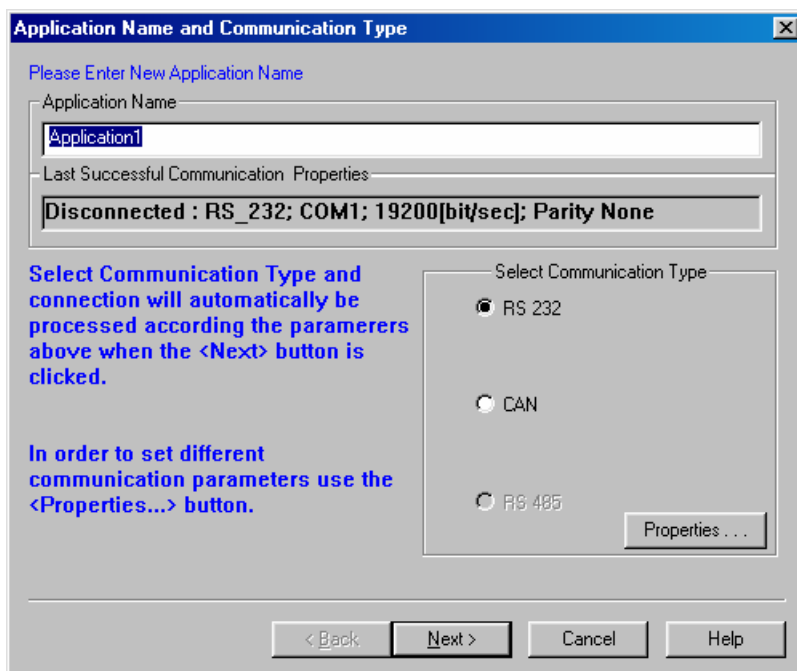 Application Name and Communication Type
Please Enter New Application Name
Application Name
Application1
Last Successful Communication Properties
Disconnected : RS_232; COM1; 19200[bit/sec]; Parity None
Select Communication Type and
connection will automatically be
processed according the paramerers
above when the <Next> button is
clicked.
In order to set different
communication parameters use the
<Properties...> button.
Select Communication Type
RS 232
CAN
RS 485
Properties . . .
< Back
Next >
Cancel
Help